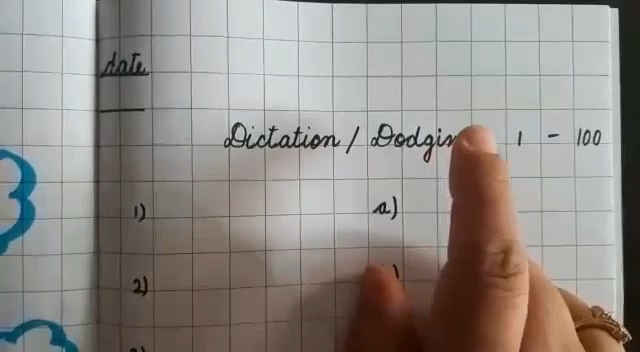 date
Dictation / Dodgin 1 - 100
1) a)
2) )